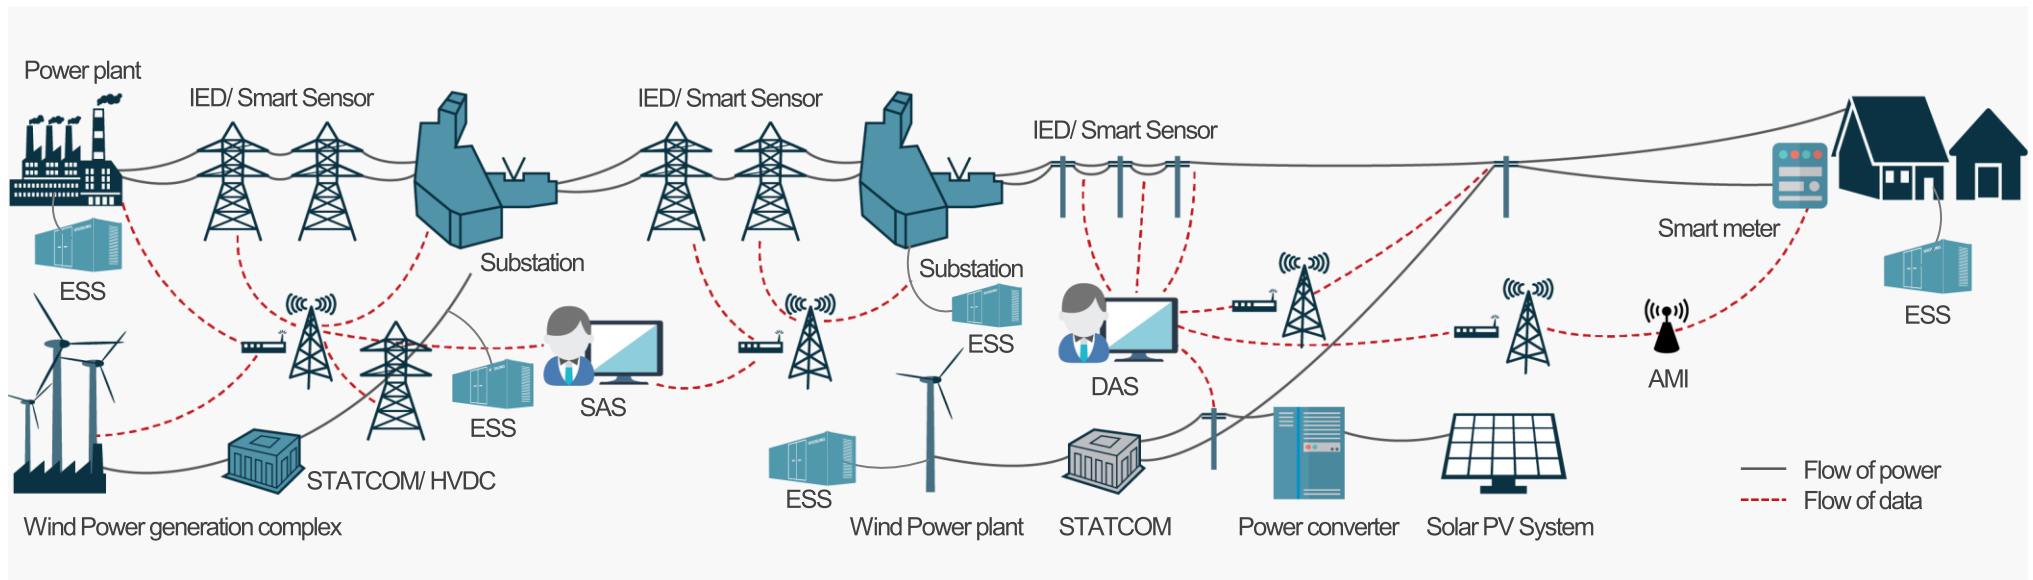 Power plant
IED/ Smart Sensor
IED/ Smart Sensor
IED/ Smart Sensor
Smart meter
Substation
Substation
ESS
ESS
ESS
ESS
SAS
DAS
AMI
ESS
STATCOM/ HVDC
ESS
Flow of power
Flow of data
Wind Power generation complex
Wind Power plant
STATCOM
Power converter
Solar PV System